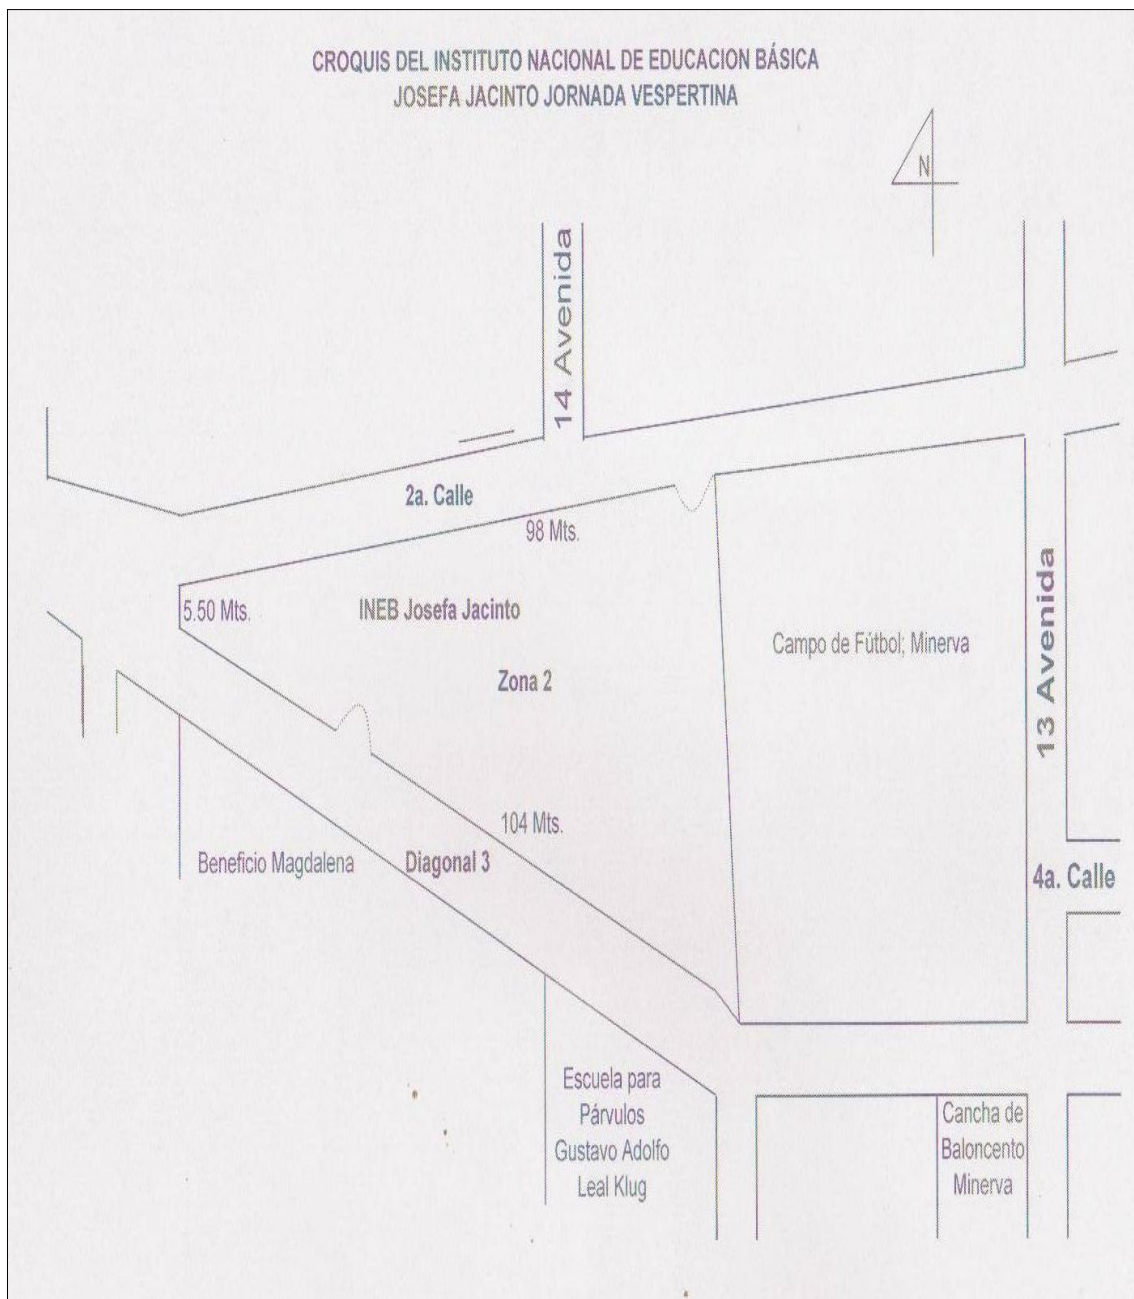 CROQUIS DEL INSTITUTO NACIONAL DE EDUCACION BÁSICA
JOSEFA JACINTO JORNADA VESPERTINA
N
14 Avenida
2a. Calle
98 Mts.
5.50 Mts.
INEB Josefa Jacinto
Zona 2
Campo de Fútbol; Minerva
13 Avenida
104 Mts.
Beneficio Magdalena
Diagonal 3
4a. Calle
Escuela para
Párvulos
Gustavo Adolfo
Leal Klug
Cancha de
Baloncento
Minerva